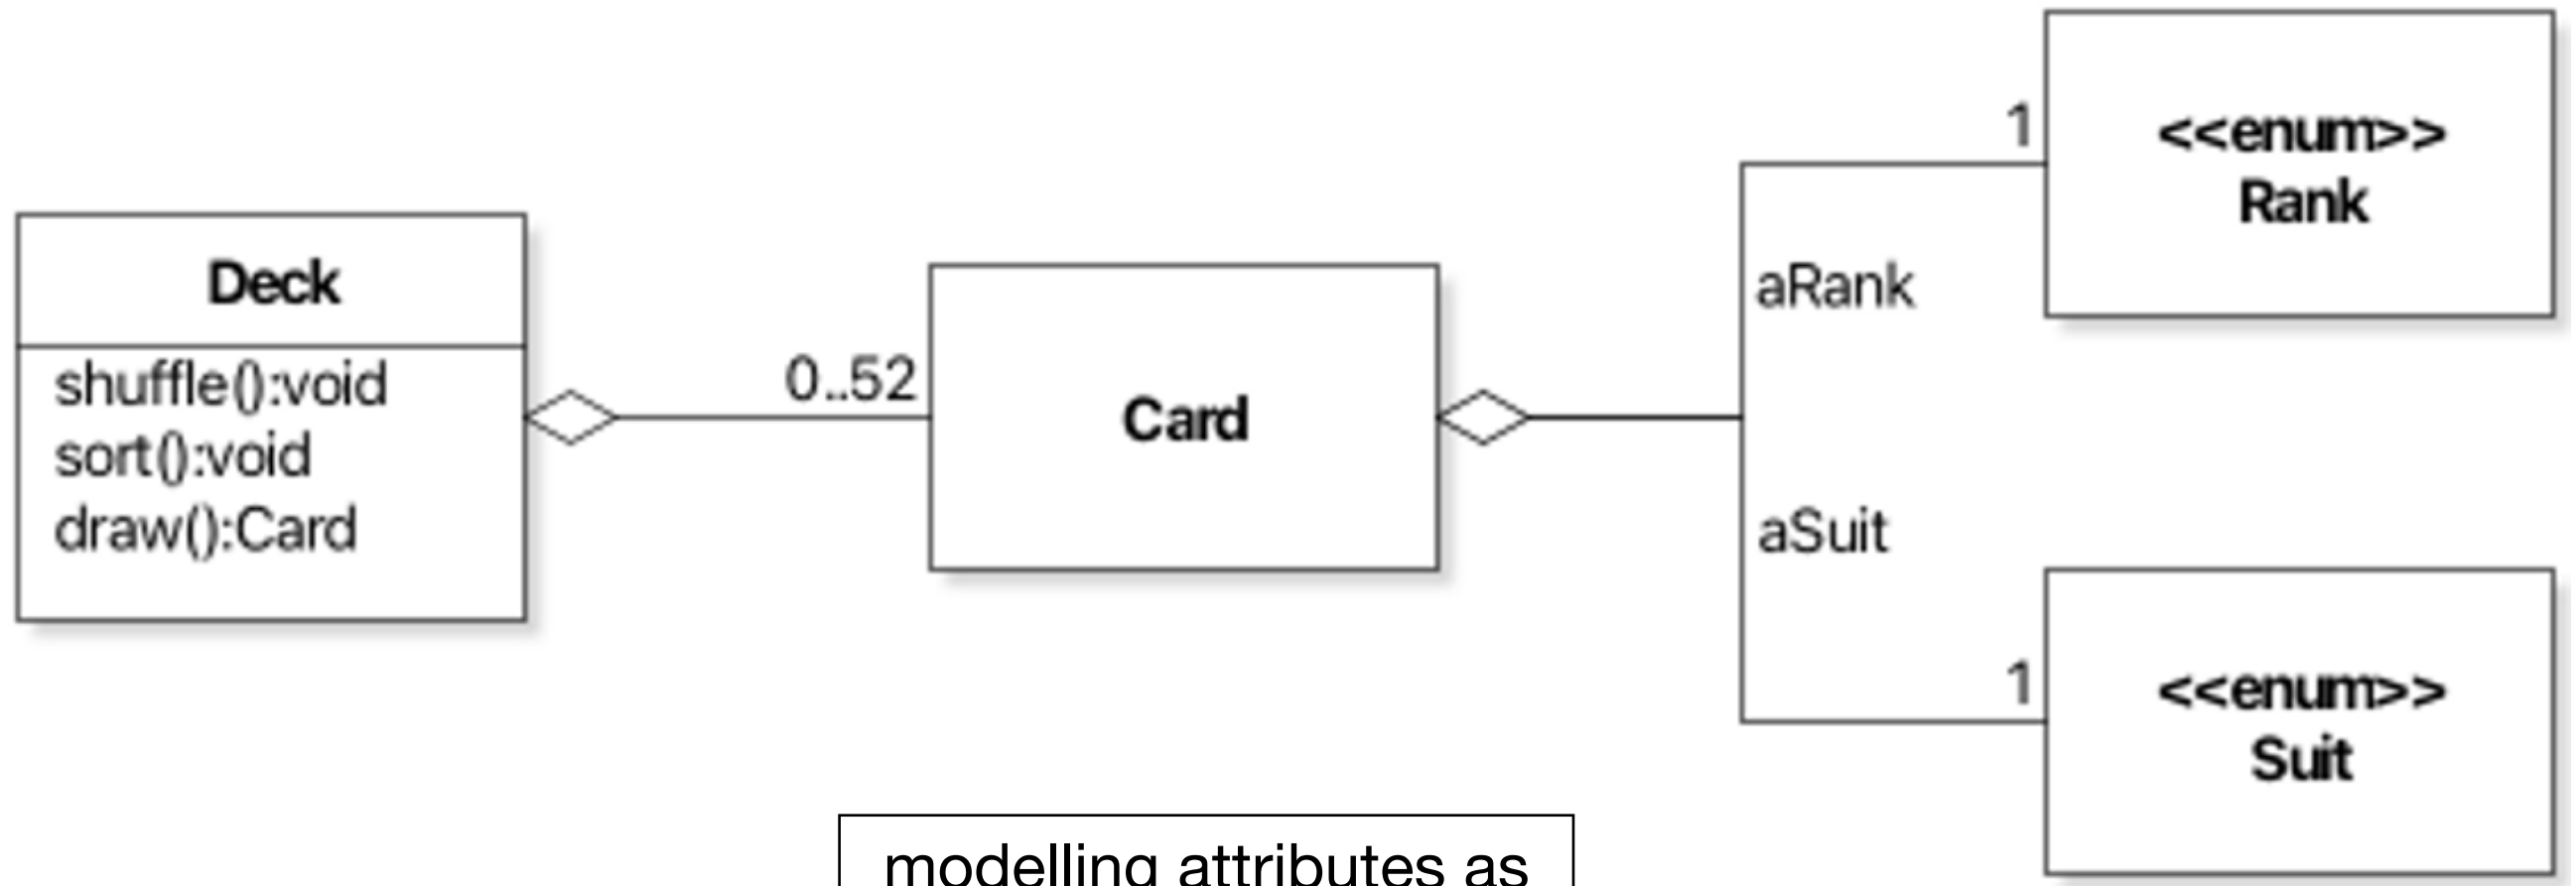 Deck
shuffle():void
sort():void
draw():Card
0..52
Card
aRank
aSuit
1
<<enum>>
Rank
1
<<enum>>
Suit
modelling attributes as